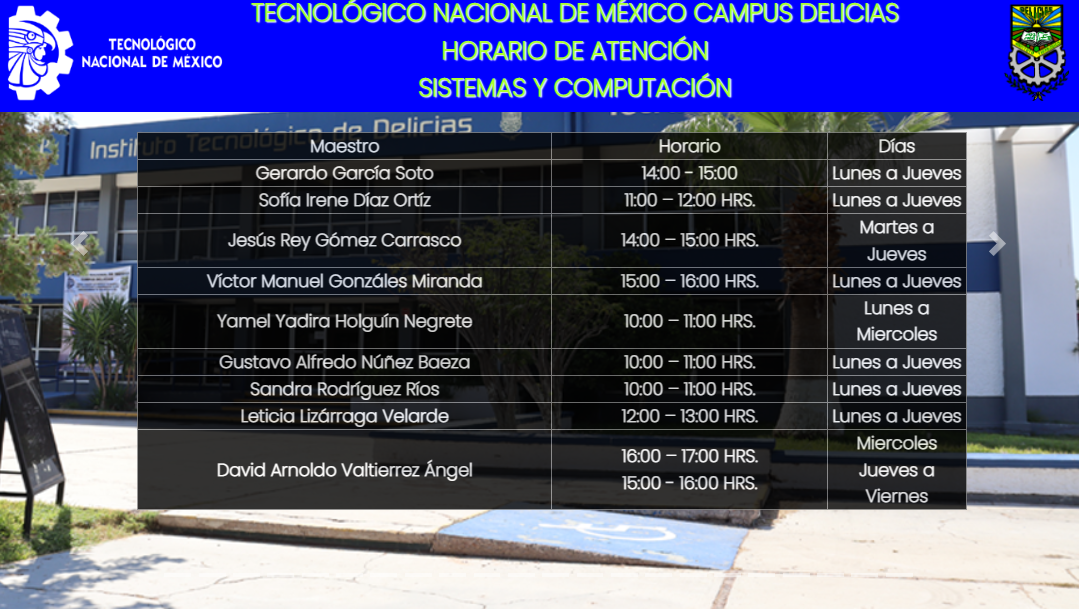 TECNOLÓGICO NACIONAL DE MÉXICO CAMPUS DELICIAS
HORARIO DE ATENCIÓN
SISTEMAS Y COMPUTACIÓN
TECNOLÓGICO
NACIONAL DE MÉXICO
DELICIAS
Instituto Tecnológico de Delicias
Maestro Horario Días
Gerardo García Soto 14:00 - 15:00 Lunes a Jueves
Sofía Irene Díaz Ortíz 11:00 – 12:00 HRS. Lunes a Jueves
Jesús Rey Gómez Carrasco 14:00 – 15:00 HRS. Martes a
Jueves
Víctor Manuel Gonzáles Miranda 15:00 – 16:00 HRS. Lunes a Jueves
Yamel Yadira Holguín Negrete 10:00 – 11:00 HRS. Lunes a
Miercoles
Gustavo Alfredo Núñez Baeza 10:00 – 11:00 HRS. Lunes a Jueves
Sandra Rodríguez Ríos 10:00 – 11:00 HRS. Lunes a Jueves
Leticia Lizárraga Velarde 12:00 – 13:00 HRS. Lunes a Jueves
David Arnoldo Valtierrez Ángel 16:00 – 17:00 HRS. Miercoles
15:00 - 16:00 HRS. Jueves a
Viernes